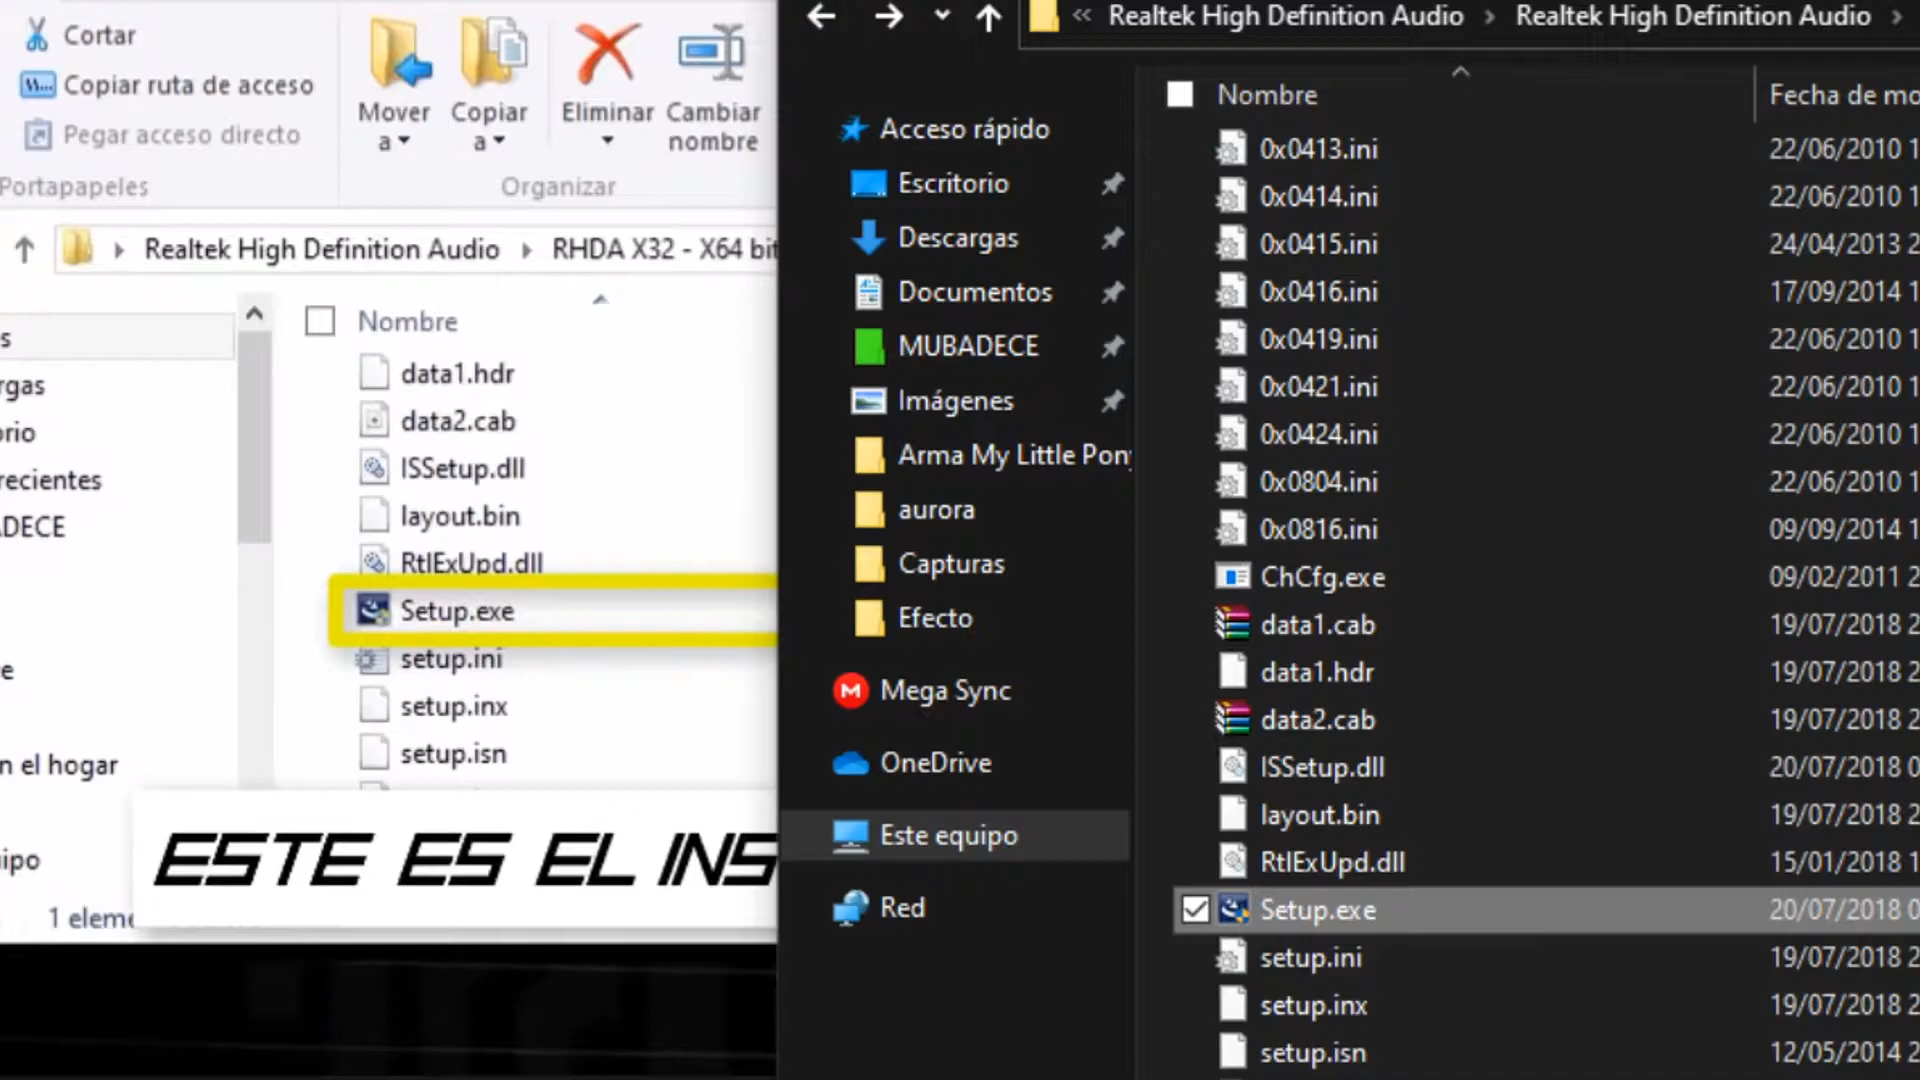 Cortar
Copiar ruta de acceso
Pegar acceso directo
Portapapeles
Mover
a
Copiar
a
Eliminar
Cambiar
nombre
Organizar
Realtek High Definition Audio
RHDA X32 - X64 bit
s
rgas
orio
recientes
ADECE
e
n el hogar
ipo
1 eleme
Nombre
data1.hdr
data2.cab
ISSetup.dll
layout.bin
RtlExUpd.dll
Setup.exe
setup.ini
setup.inx
setup.isn
ESTE ES EL INS
« Realtek High Definition Audio › Realtek High Definition Audio ›
Acceso rápido
Escritorio
Descargas
Documentos
MUBADECE
Imágenes
Arma My Little Pony
aurora
Capturas
Efecto
Mega Sync
OneDrive
Este equipo
Red
Nombre Fecha de mo
0x0413.ini 22/06/2010 1
0x0414.ini 22/06/2010 1
0x0415.ini 24/04/2013 2
0x0416.ini 17/09/2014 1
0x0419.ini 22/06/2010 1
0x0421.ini 22/06/2010 1
0x0424.ini 22/06/2010 1
0x0804.ini 22/06/2010 1
0x0816.ini 09/09/2014 1
ChCfg.exe 09/02/2011 2
data1.cab 19/07/2018 2
data1.hdr 19/07/2018 2
data2.cab 19/07/2018 2
ISSetup.dll 20/07/2018 0
layout.bin 19/07/2018 2
RtlExUpd.dll 15/01/2018 1
Setup.exe 20/07/2018 0
setup.ini 19/07/2018 2
setup.inx 19/07/2018 2
setup.isn 12/05/2014 2